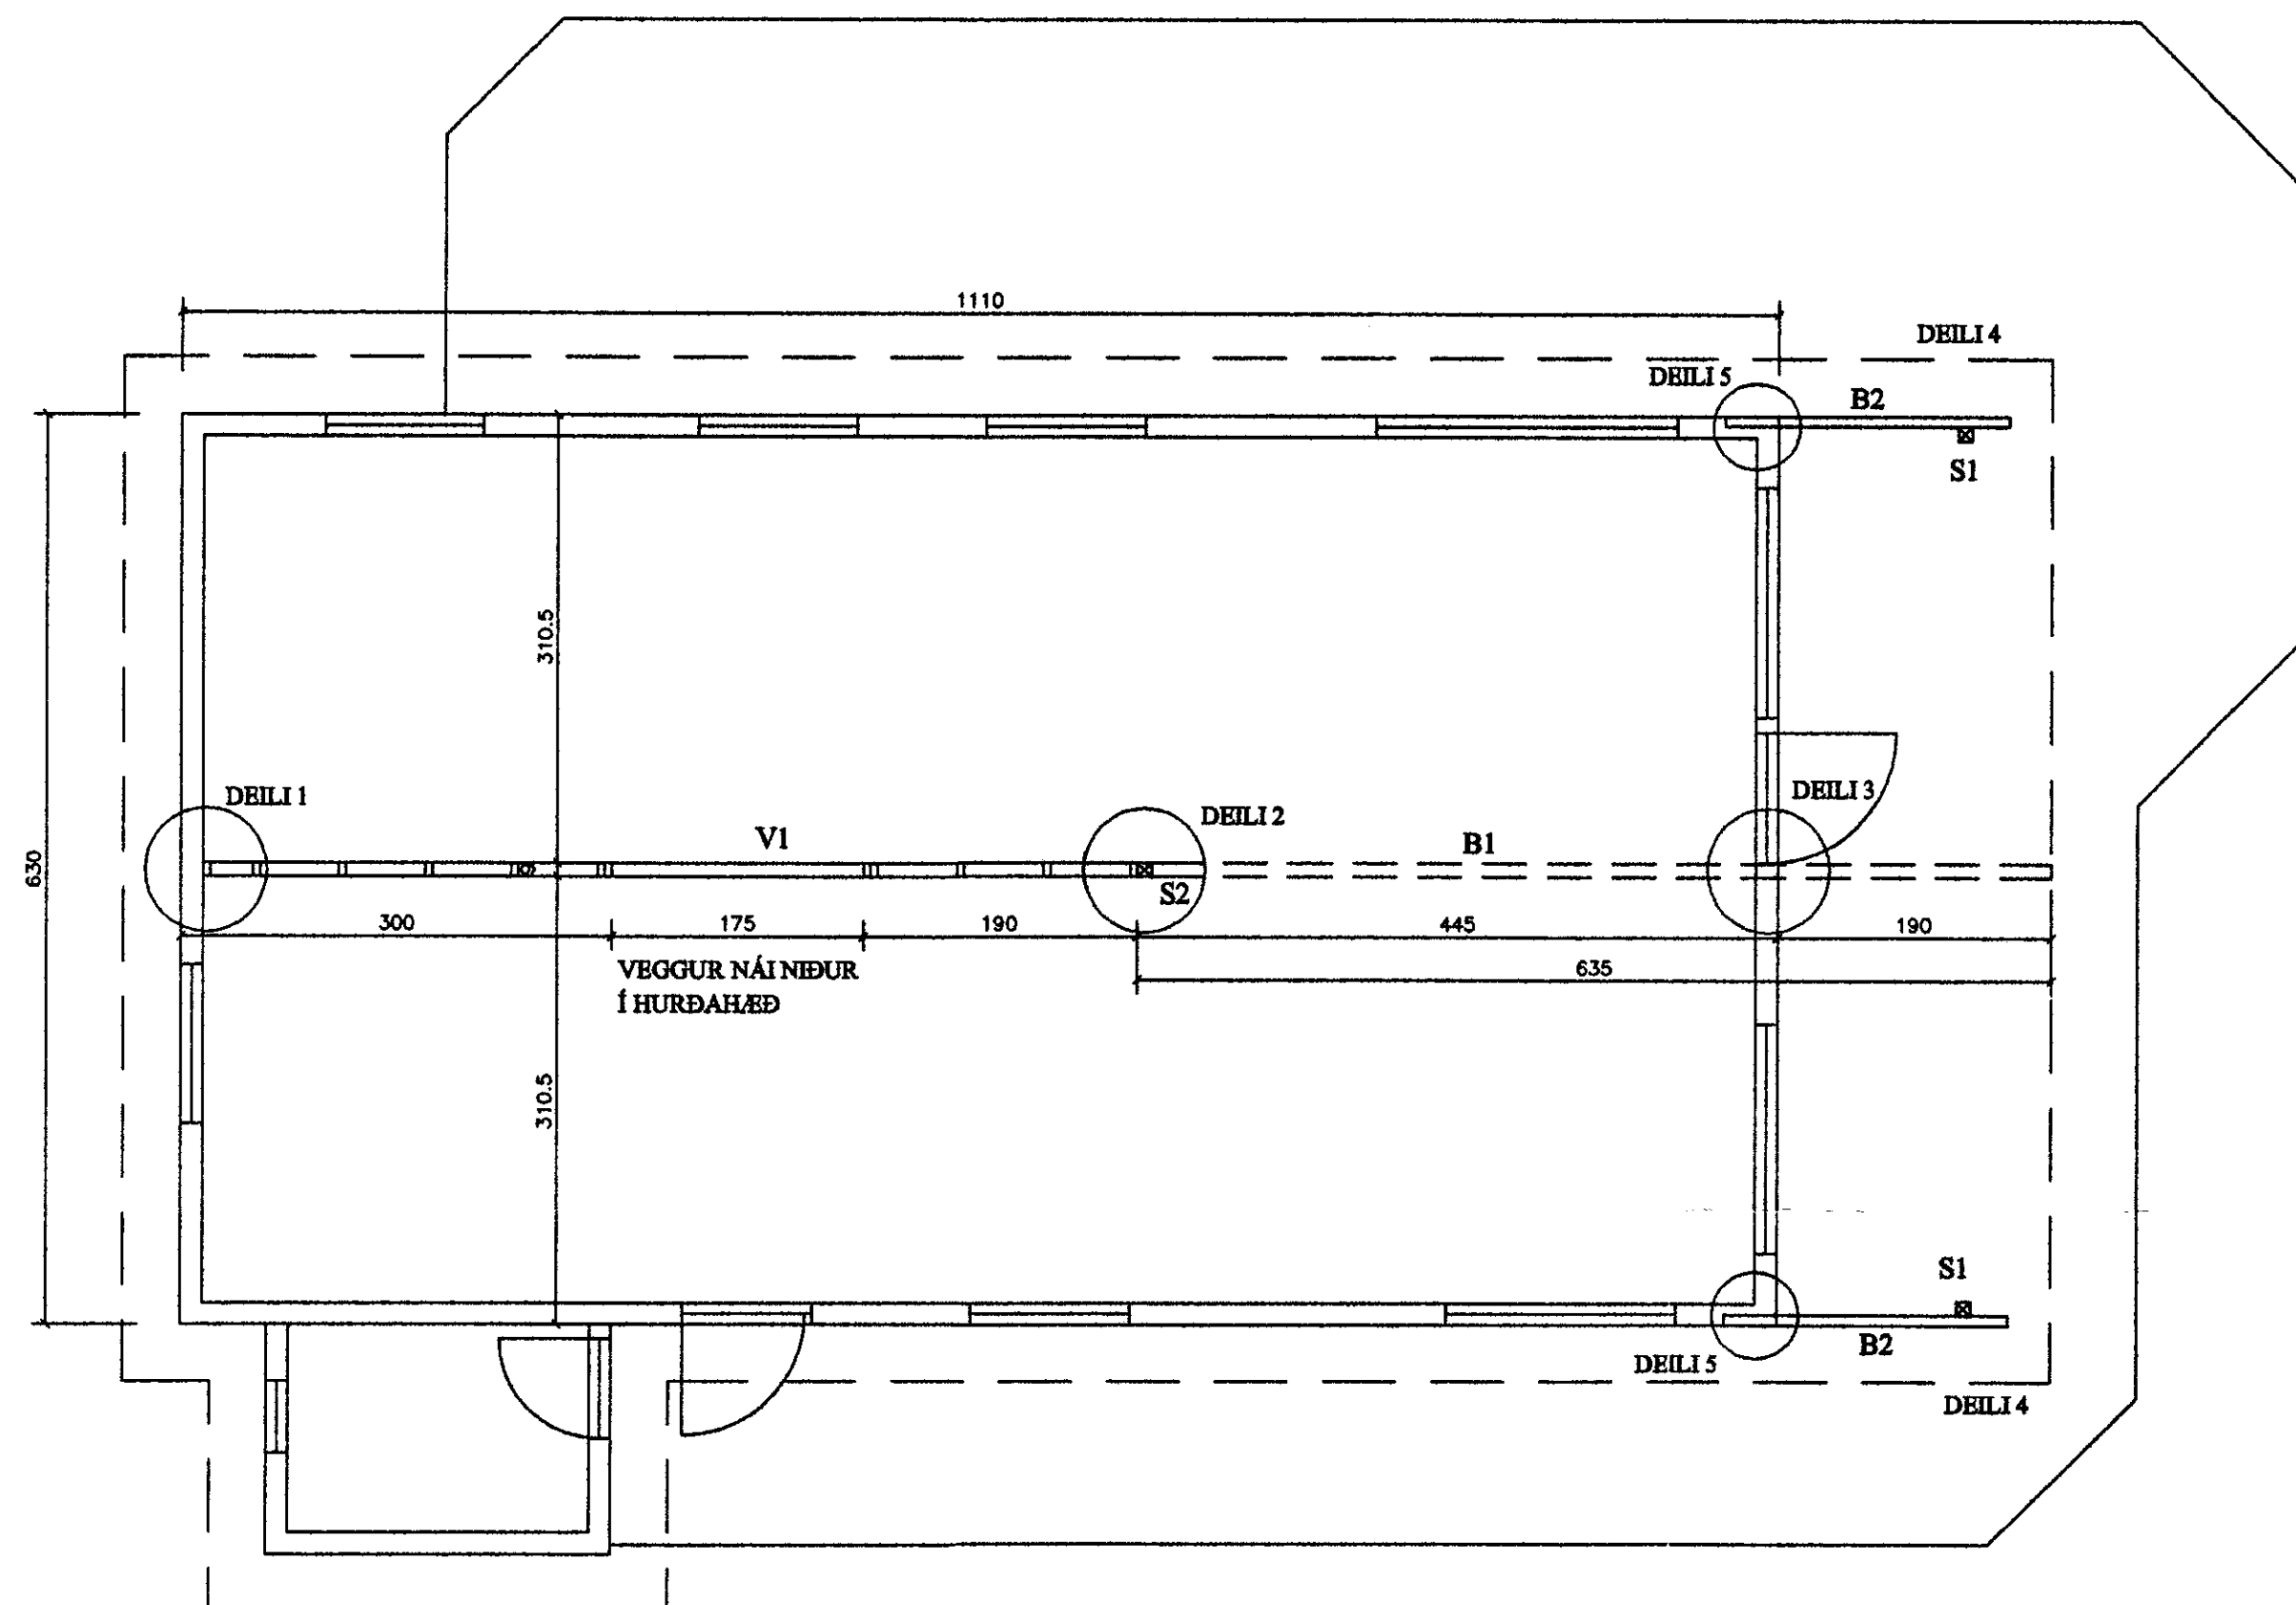 1110
DEILI 4
DEILI 5
B2
S1
310.5
630
DEILI 1
V1
DEILI 2
B1
DEILI 3
S2
300
175
190
445
190
635
VEGGUR NÁI NIÐUR
Í HURÐAHÆÐ
310.5
S1
B2
DEILI 5
DEILI 4